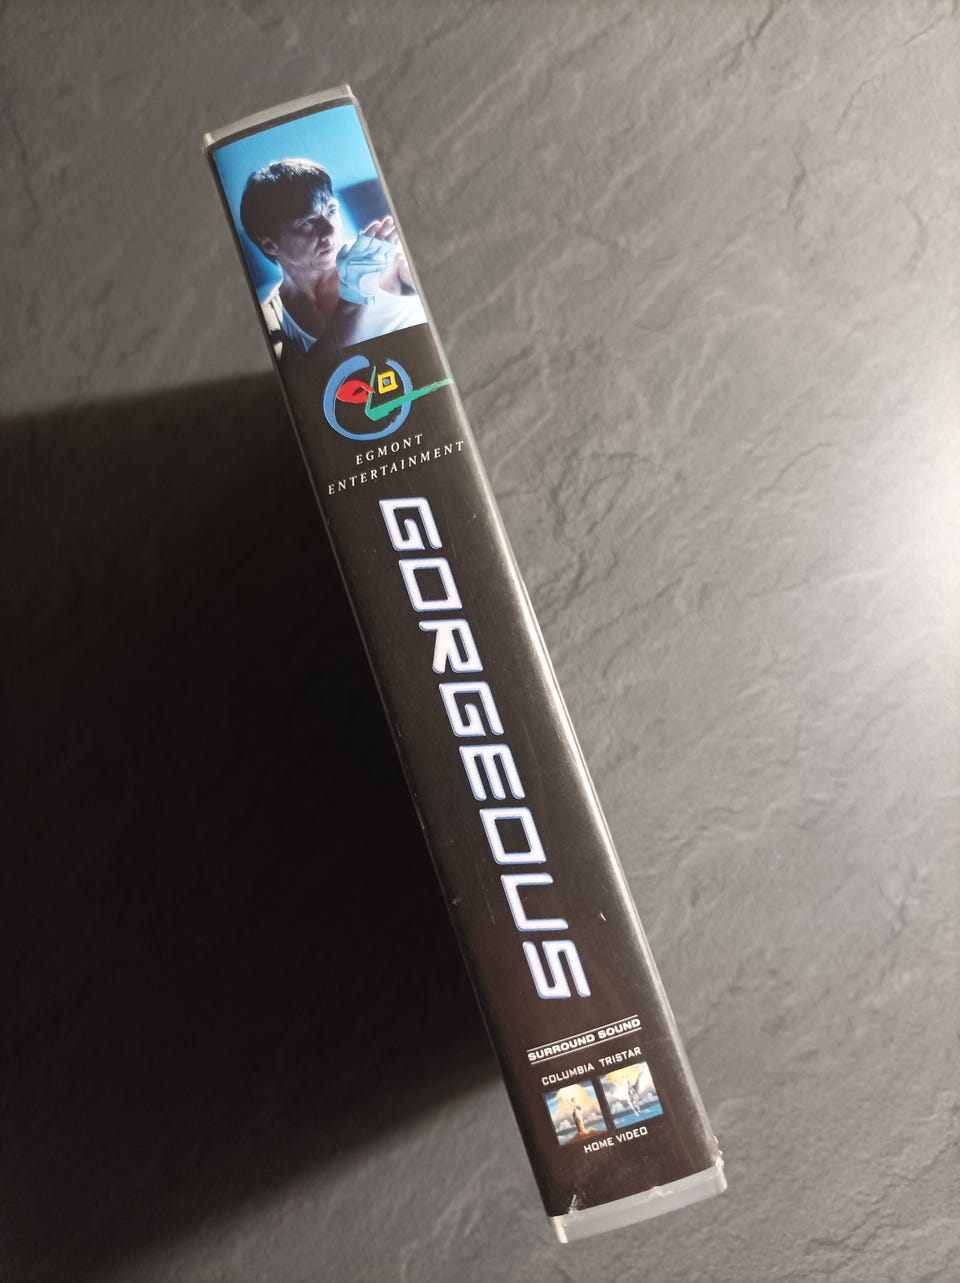 EGMONT
ENTERTAINMENT
GORGEOUS
SURROUND SOUND
COLUMBIA TRISTAR
HOME VIDEO